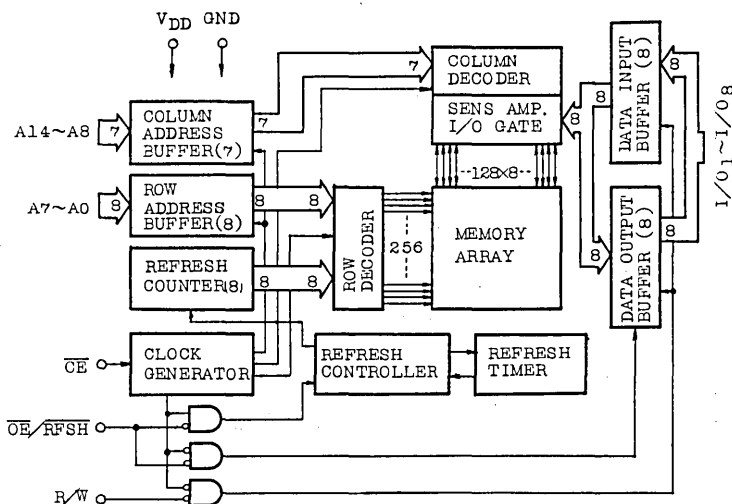 VDD GND
COLUMN
DECODER
SENS AMP.
I/O GATE
DATA INPUT
BUFFER (8)
I/O1~I/O8
A14~A8
7
COLUMN
ADDRESS
BUFFER(7)
7
7
8
8
8
A7~A0
8
ROW
ADDRESS
BUFFER(8)
8
8
ROW
DECODER
256
--128×8--
MEMORY
ARRAY
8
8
DATA OUTPUT
BUFFER (8)
REFRESH
COUNTER(8)
8
8
CE
CLOCK
GENERATOR
REFRESH
CONTROLLER
REFRESH
TIMER
OE/RFSH
R/W